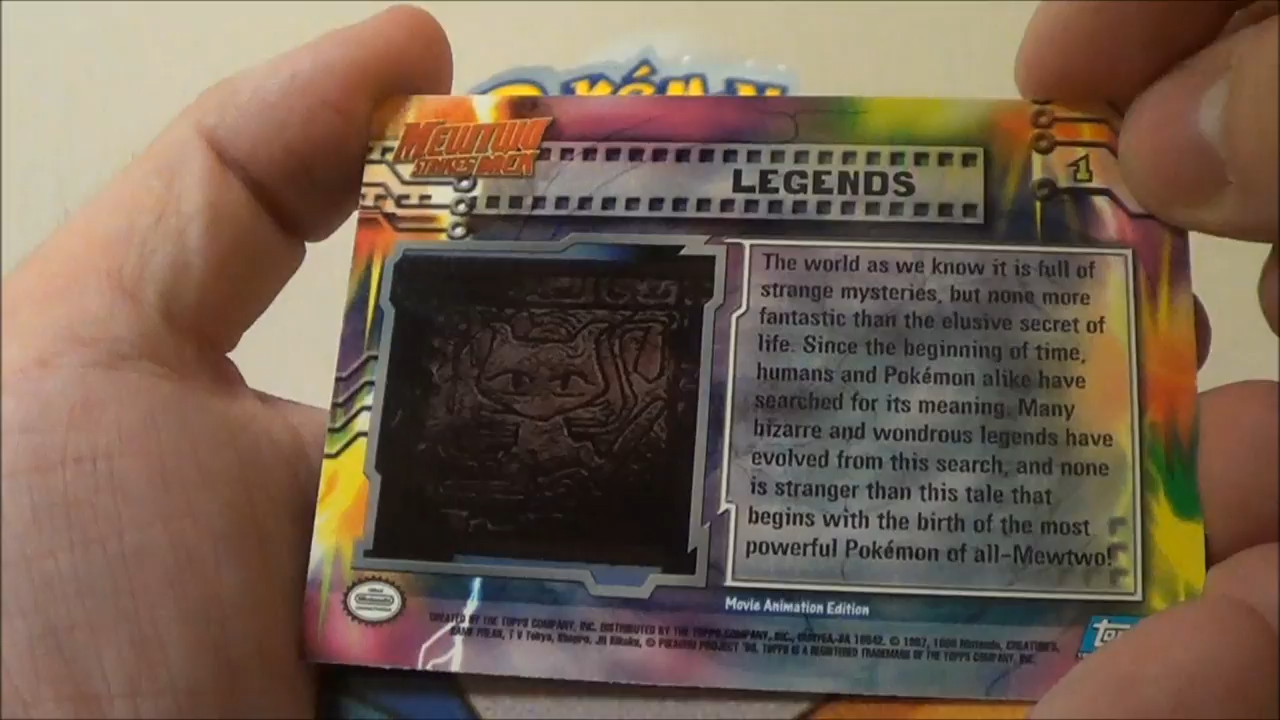 Pokémon
MEWTWO
STRIKES BACK
LEGENDS
1
The world as we know it is full of
strange mysteries, but none more
fantastic than the elusive secret of
life. Since the beginning of time,
humans and Pokémon alike have
searched for its meaning. Many
bizarre and wondrous legends have
evolved from this search, and none
is stranger than this tale that
begins with the birth of the most
powerful Pokémon of all-Mewtwo!
Movie Animation Edition
Nintendo
CREATED BY THE TOPPS COMPANY, INC. DISTRIBUTED BY THE TOPPS COMPANY, INC., DURYEA, PA 18642. © Nintendo, CREATURES,
GAME FREAK, T V Tokyo, JR Kikaku, © PIKACHU PROJECT '98. TOPPS IS A REGISTERED TRADEMARK OF THE TOPPS COMPANY, INC.